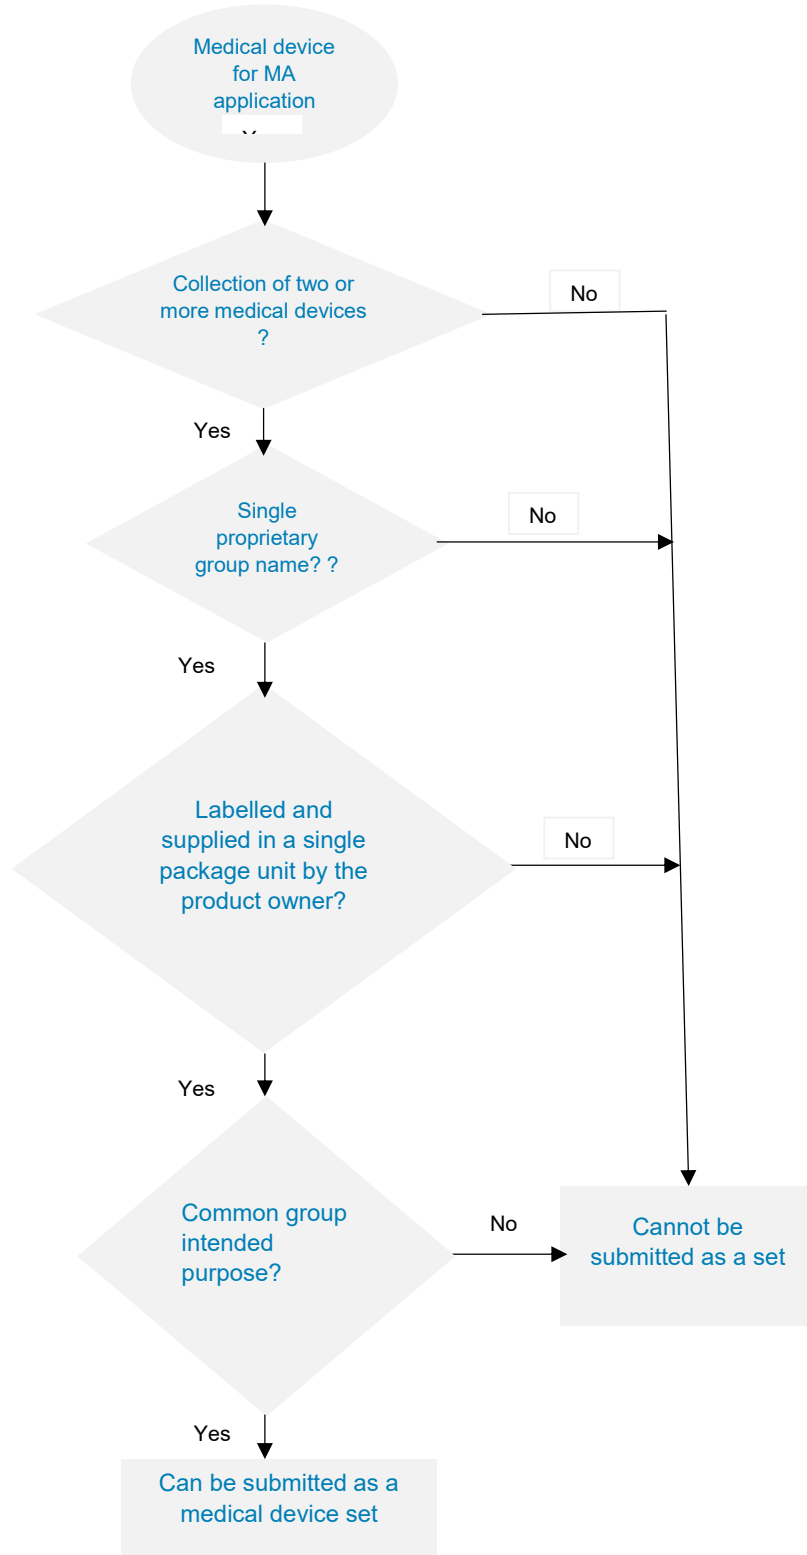 Medical device
for MA
application
Collection of two or
more medical devices
?
No
Yes
Single
proprietary
group name? ?
No
Yes
Labelled and
supplied in a single
package unit by the
product owner?
No
Yes
Common group
intended
purpose?
No
Cannot be
submitted as a set
Yes
Can be submitted as a
medical device set